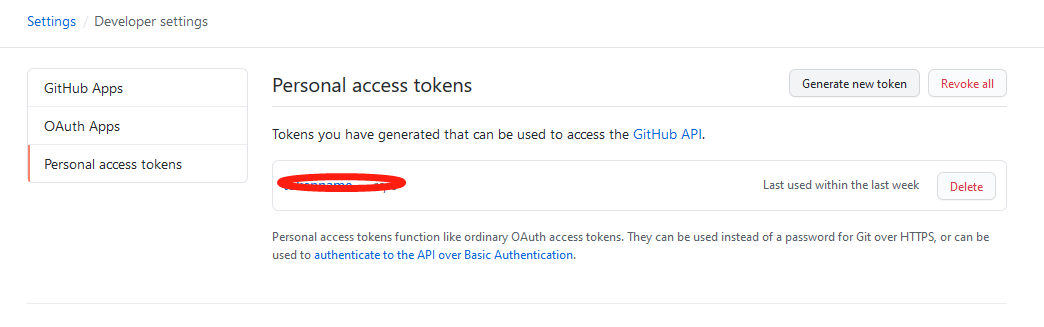 Settings / Developer settings
GitHub Apps
OAuth Apps
Personal access tokens
Personal access tokens
Generate new token
Revoke all
Tokens you have generated that can be used to access the GitHub API.
Last used within the last week
Delete
Personal access tokens function like ordinary OAuth access tokens. They can be used instead of a password for Git over HTTPS, or can be
used to authenticate to the API over Basic Authentication.